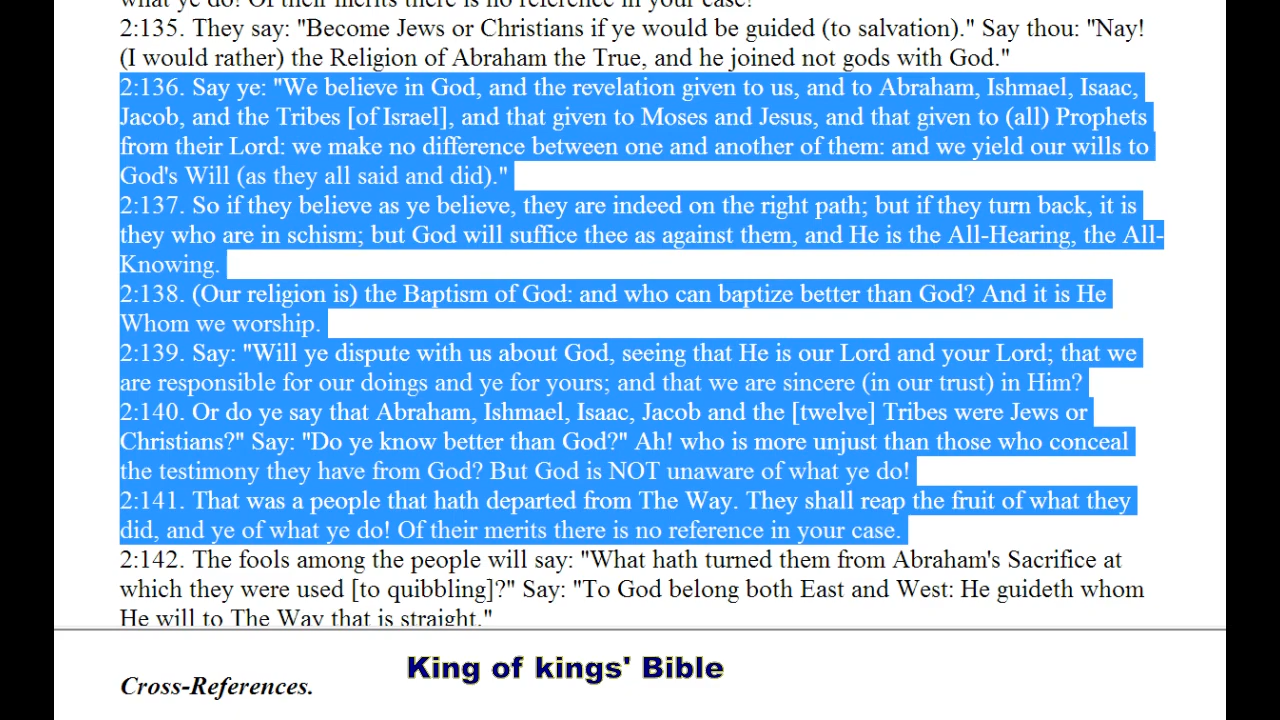 what ye do! Of their merits there is no reference in your case!
2:135. They say: "Become Jews or Christians if ye would be guided (to salvation)." Say thou: "Nay!
(I would rather) the Religion of Abraham the True, and he joined not gods with God."
2:136. Say ye: "We believe in God, and the revelation given to us, and to Abraham, Ishmael, Isaac,
Jacob, and the Tribes [of Israel], and that given to Moses and Jesus, and that given to (all) Prophets
from their Lord: we make no difference between one and another of them: and we yield our wills to
God's Will (as they all said and did)."
2:137. So if they believe as ye believe, they are indeed on the right path; but if they turn back, it is
they who are in schism; but God will suffice thee as against them, and He is the All-Hearing, the All-
Knowing.
2:138. (Our religion is) the Baptism of God: and who can baptize better than God? And it is He
Whom we worship.
2:139. Say: "Will ye dispute with us about God, seeing that He is our Lord and your Lord; that we
are responsible for our doings and ye for yours; and that we are sincere (in our trust) in Him?
2:140. Or do ye say that Abraham, Ishmael, Isaac, Jacob and the [twelve] Tribes were Jews or
Christians?" Say: "Do ye know better than God?" Ah! who is more unjust than those who conceal
the testimony they have from God? But God is NOT unaware of what ye do!
2:141. That was a people that hath departed from The Way. They shall reap the fruit of what they
did, and ye of what ye do! Of their merits there is no reference in your case.
2:142. The fools among the people will say: "What hath turned them from Abraham's Sacrifice at
which they were used [to quibbling]?" Say: "To God belong both East and West: He guideth whom
He will to The Way that is straight."
King of kings' Bible
Cross-References.